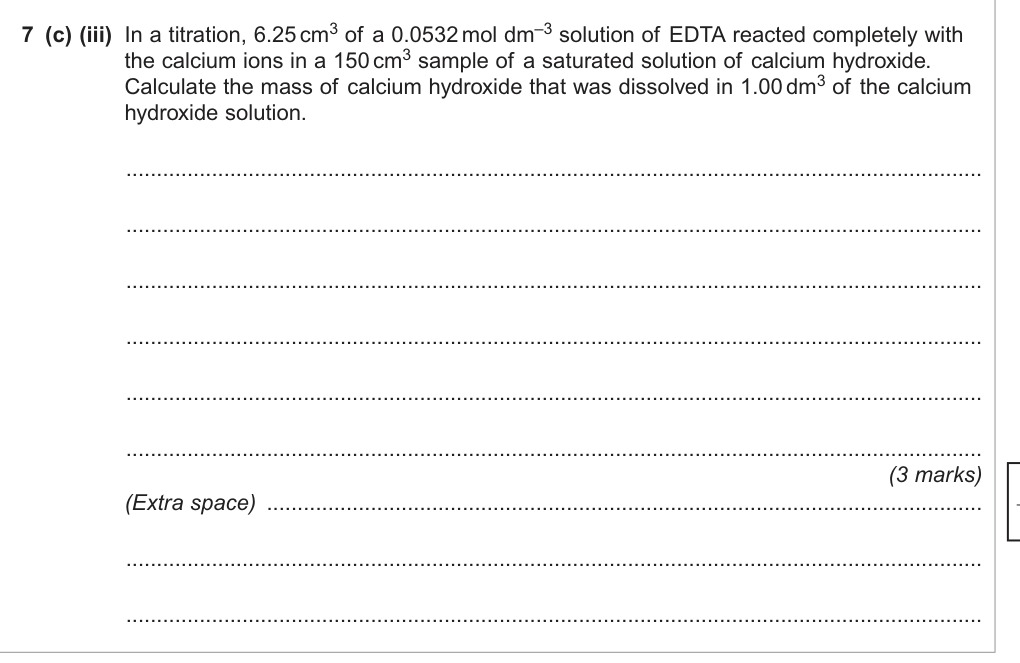 7 (c) (iii) In a titration, 6.25 cm³ of a 0.0532 mol dm⁻³ solution of EDTA reacted completely with
the calcium ions in a 150 cm³ sample of a saturated solution of calcium hydroxide.
Calculate the mass of calcium hydroxide that was dissolved in 1.00 dm³ of the calcium
hydroxide solution.
(3 marks)
(Extra space)